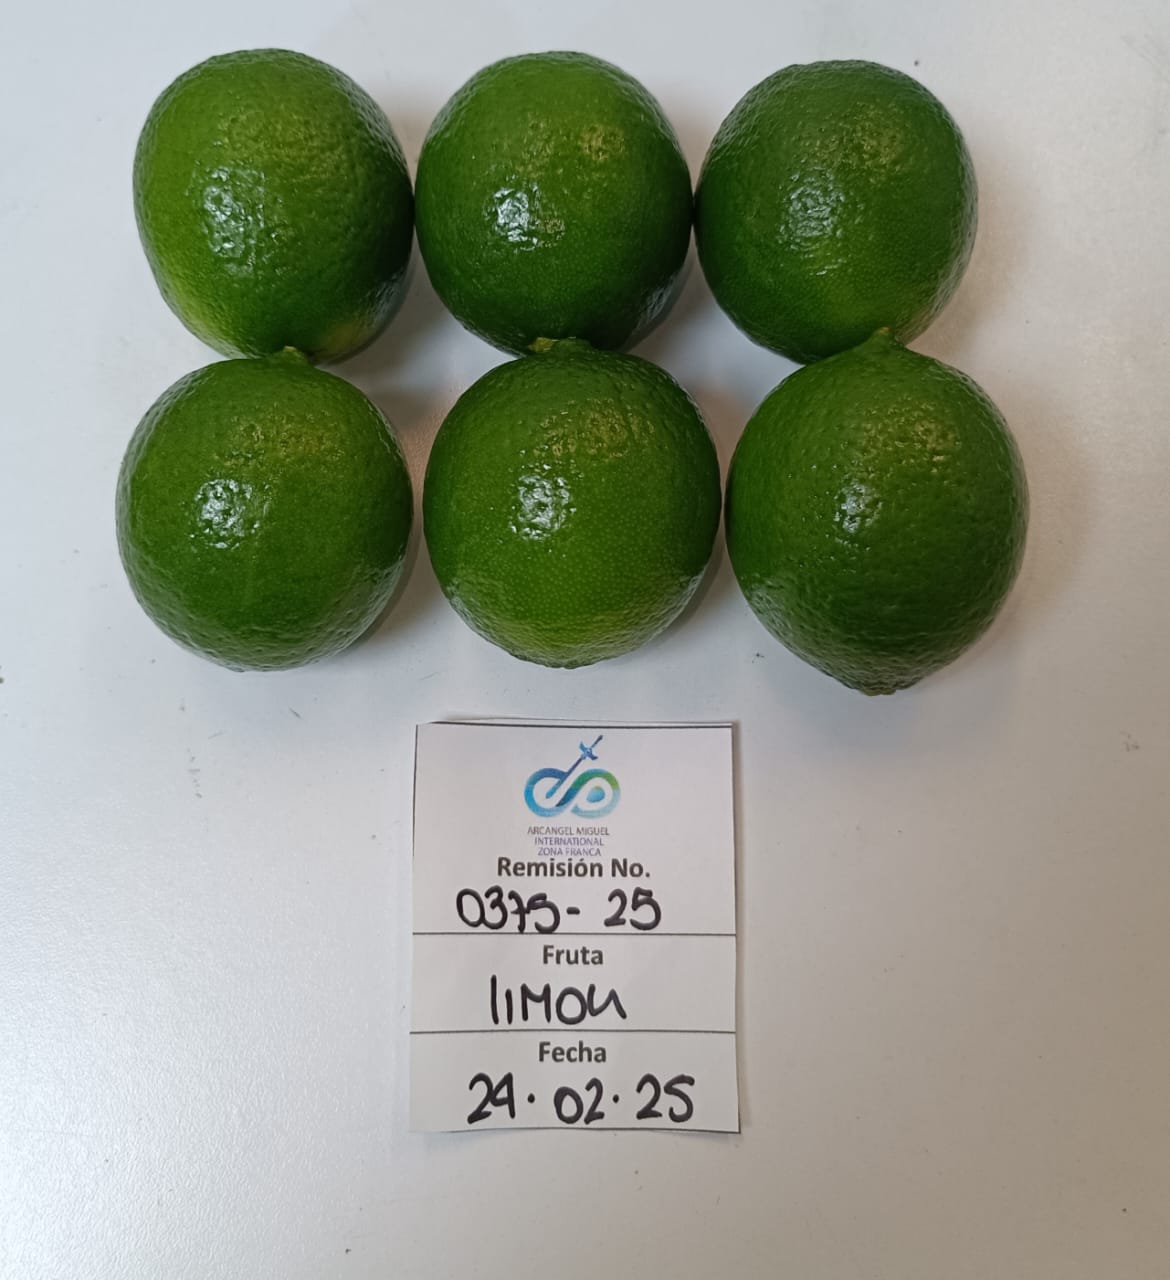 ARCANGEL MIGUEL
INTERNATIONAL
ZONA FRANCA
Remisión No.
0375- 25
Fruta
lIMON
Fecha
24. 02. 25